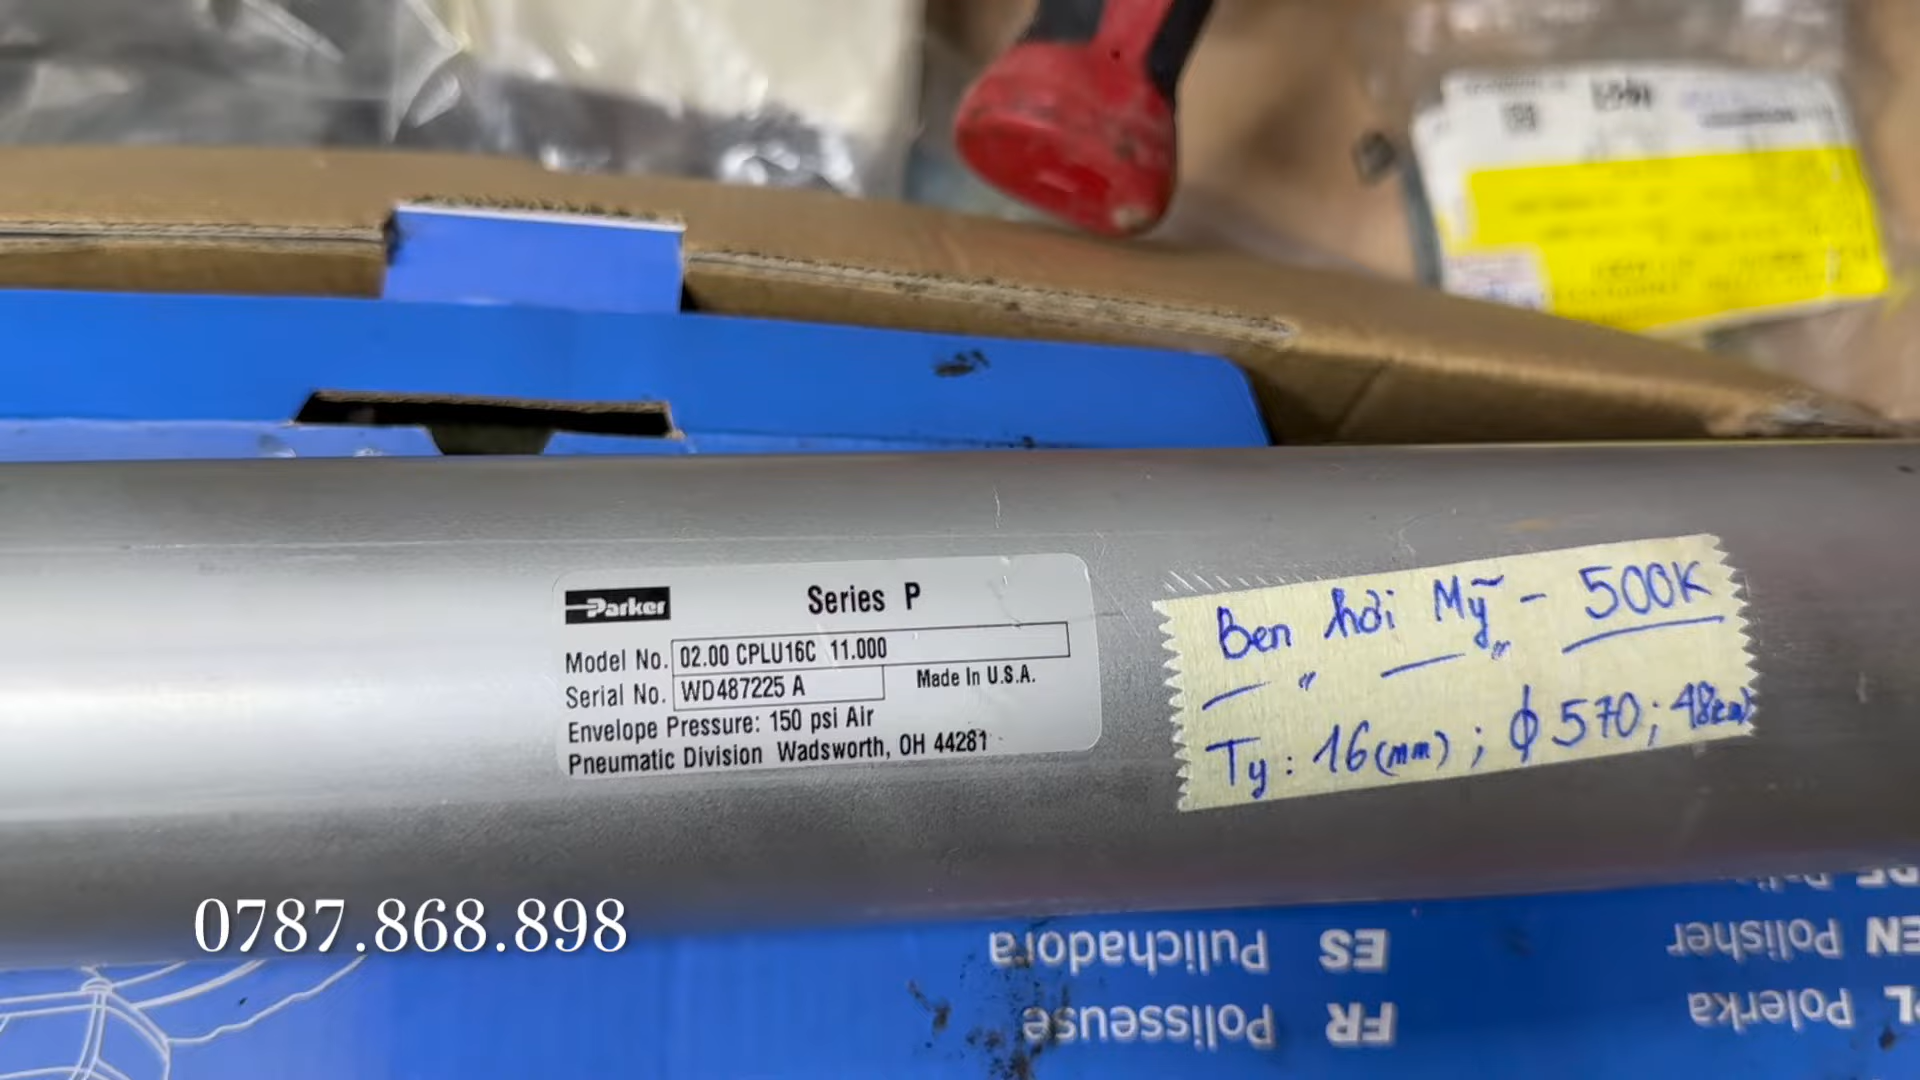 Parker
Series P
Model No. 02.00 CPLU16C 11.000
Serial No. WD487225 A
Made In U.S.A.
Envelope Pressure: 150 psi Air
Pneumatic Division Wadsworth, OH 44281
Ben hơi Mỹ - 500K
— " — "
Ty: 16(mm); ϕ570; 48(cm)
0787.868.898
ES Pulichadora
EN Polisher
FR Polisseuse
PL Polerka